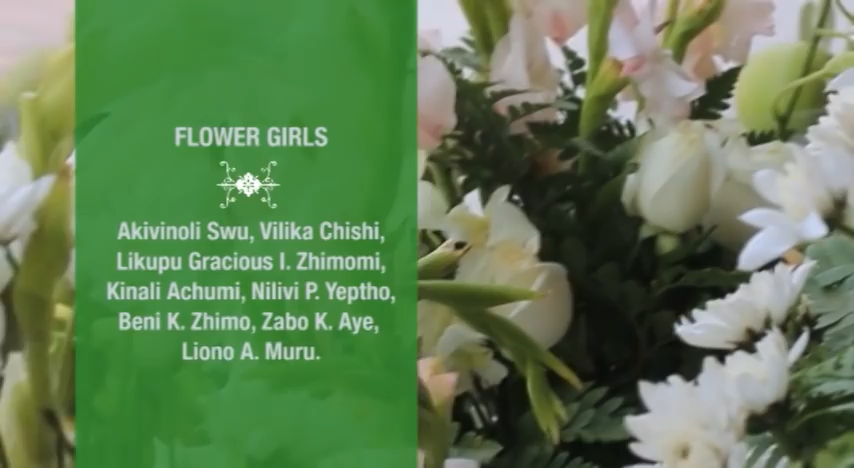 FLOWER GIRLS
Akivinoli Swu, Vilika Chishi,
Likupu Gracious I. Zhimomi,
Kinali Achumi, Nilivi P. Yeptho,
Beni K. Zhimo, Zabo K. Aye,
Liono A. Muru.